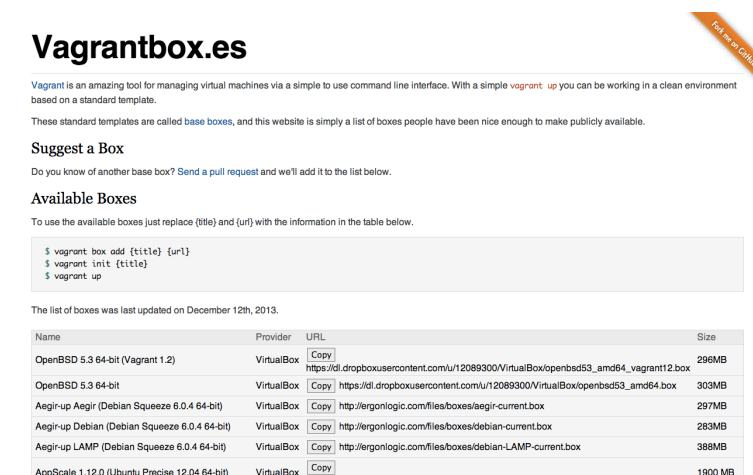 Fork me on GitHub
Vagrantbox.es
Vagrant is an amazing tool for managing virtual machines via a simple to use command line interface. With a simple vagrant up you can be working in a clean environment
based on a standard template.
These standard templates are called base boxes, and this website is simply a list of boxes people have been nice enough to make publicly available.
Suggest a Box
Do you know of another base box? Send a pull request and we'll add it to the list below.
Available Boxes
To use the available boxes just replace {title} and {url} with the information in the table below.
$ vagrant box add {title} {url}
$ vagrant init {title}
$ vagrant up
The list of boxes was last updated on December 12th, 2013.
Name Provider URL Size
OpenBSD 5.3 64-bit (Vagrant 1.2) VirtualBox Copy https://dl.dropboxusercontent.com/u/12089300/VirtualBox/openbsd53_amd64_vagrant12.box 296MB
OpenBSD 5.3 64-bit VirtualBox Copy https://dl.dropboxusercontent.com/u/12089300/VirtualBox/openbsd53_amd64.box 303MB
Aegir-up Aegir (Debian Squeeze 6.0.4 64-bit) VirtualBox Copy http://ergonlogic.com/files/boxes/aegir-current.box 297MB
Aegir-up Debian (Debian Squeeze 6.0.4 64-bit) VirtualBox Copy http://ergonlogic.com/files/boxes/debian-current.box 283MB
Aegir-up LAMP (Debian Squeeze 6.0.4 64-bit) VirtualBox Copy http://ergonlogic.com/files/boxes/debian-LAMP-current.box 388MB
AppScale 1.12.0 (Ubuntu Precise 12.04 64-bit) VirtualBox Copy 1900 MB